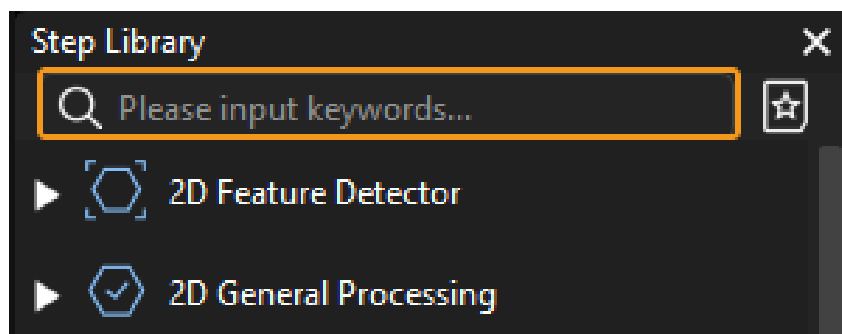 Step Library
Please input keywords...
2D Feature Detector
2D General Processing